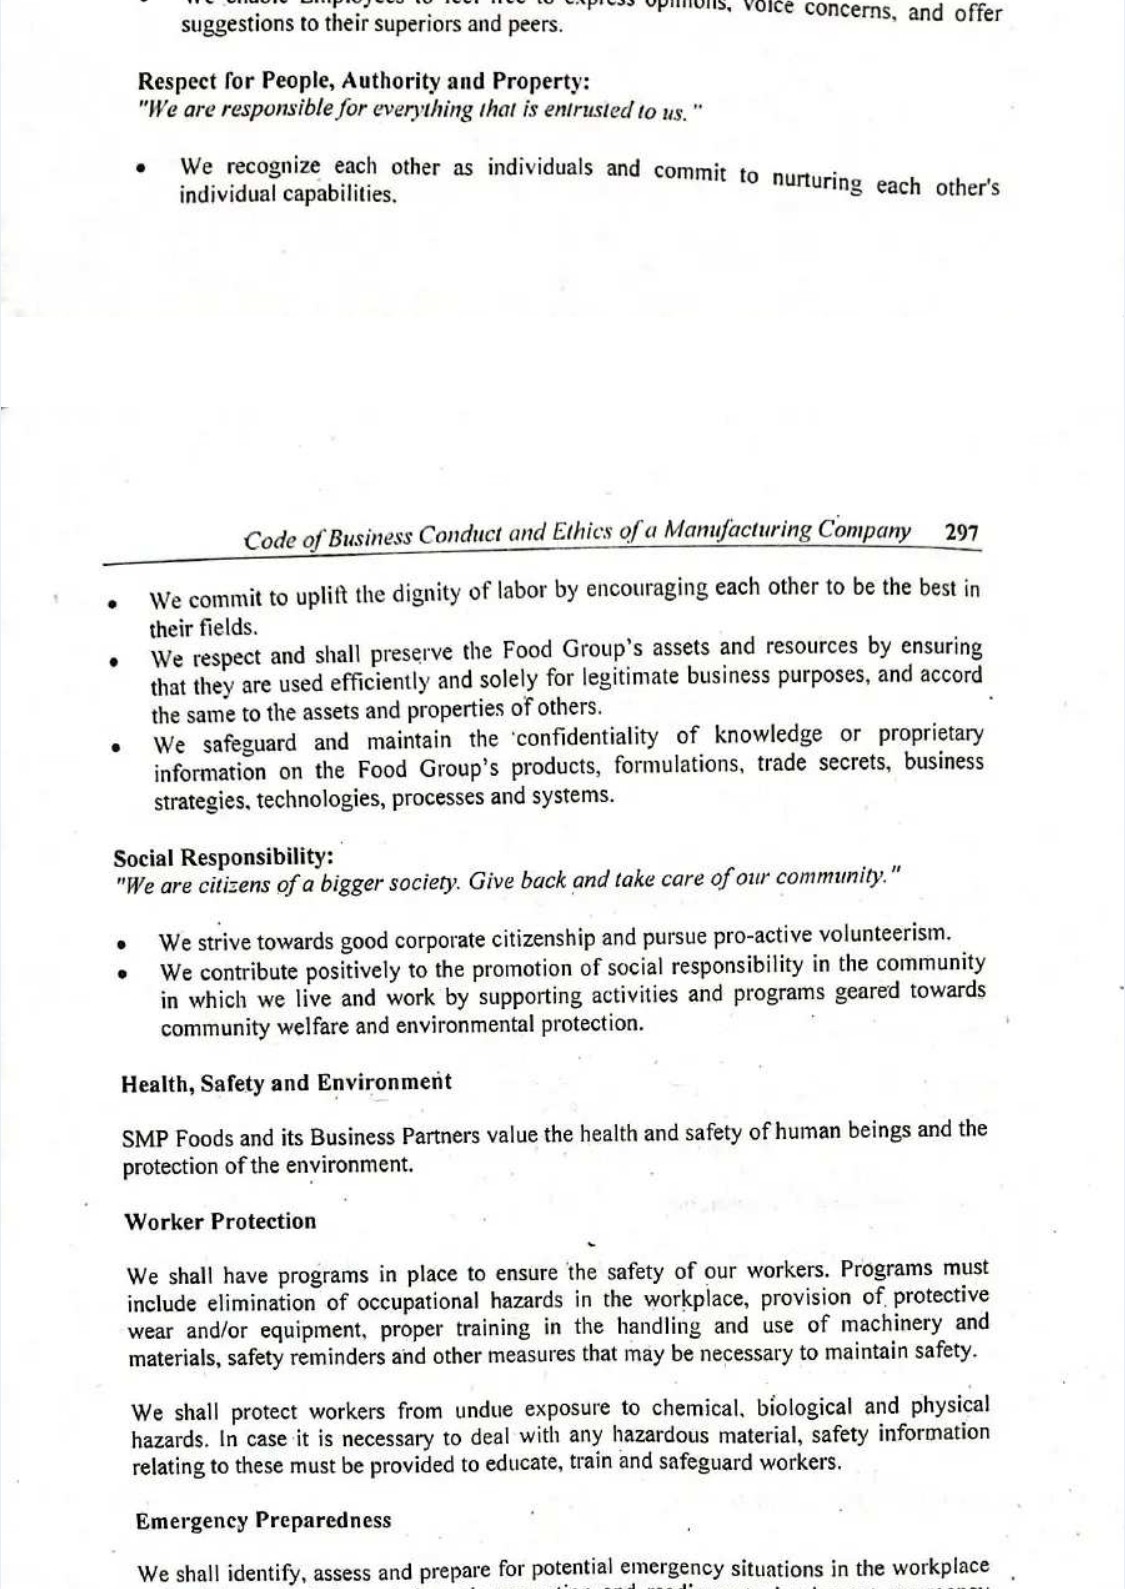 We enable Employees to feel free to express opinions, voice concerns, and offer
suggestions to their superiors and peers.
Respect for People, Authority and Property:
"We are responsible for everything that is entrusted to us."
• We recognize each other as individuals and commit to nurturing each other's
individual capabilities.
Code of Business Conduct and Ethics of a Manufacturing Company 297
• We commit to uplift the dignity of labor by encouraging each other to be the best in
their fields.
• We respect and shall preserve the Food Group's assets and resources by ensuring
that they are used efficiently and solely for legitimate business purposes, and accord
the same to the assets and properties of others.
• We safeguard and maintain the confidentiality of knowledge or proprietary
information on the Food Group's products, formulations, trade secrets, business
strategies, technologies, processes and systems.
Social Responsibility:
"We are citizens of a bigger society. Give back and take care of our community."
• We strive towards good corporate citizenship and pursue pro-active volunteerism.
• We contribute positively to the promotion of social responsibility in the community
in which we live and work by supporting activities and programs geared towards
community welfare and environmental protection.
Health, Safety and Environment
SMP Foods and its Business Partners value the health and safety of human beings and the
protection of the environment.
Worker Protection
We shall have programs in place to ensure the safety of our workers. Programs must
include elimination of occupational hazards in the workplace, provision of protective
wear and/or equipment, proper training in the handling and use of machinery and
materials, safety reminders and other measures that may be necessary to maintain safety.
We shall protect workers from undue exposure to chemical, biological and physical
hazards. In case it is necessary to deal with any hazardous material, safety information
relating to these must be provided to educate, train and safeguard workers.
Emergency Preparedness
We shall identify, assess and prepare for potential emergency situations in the workplace